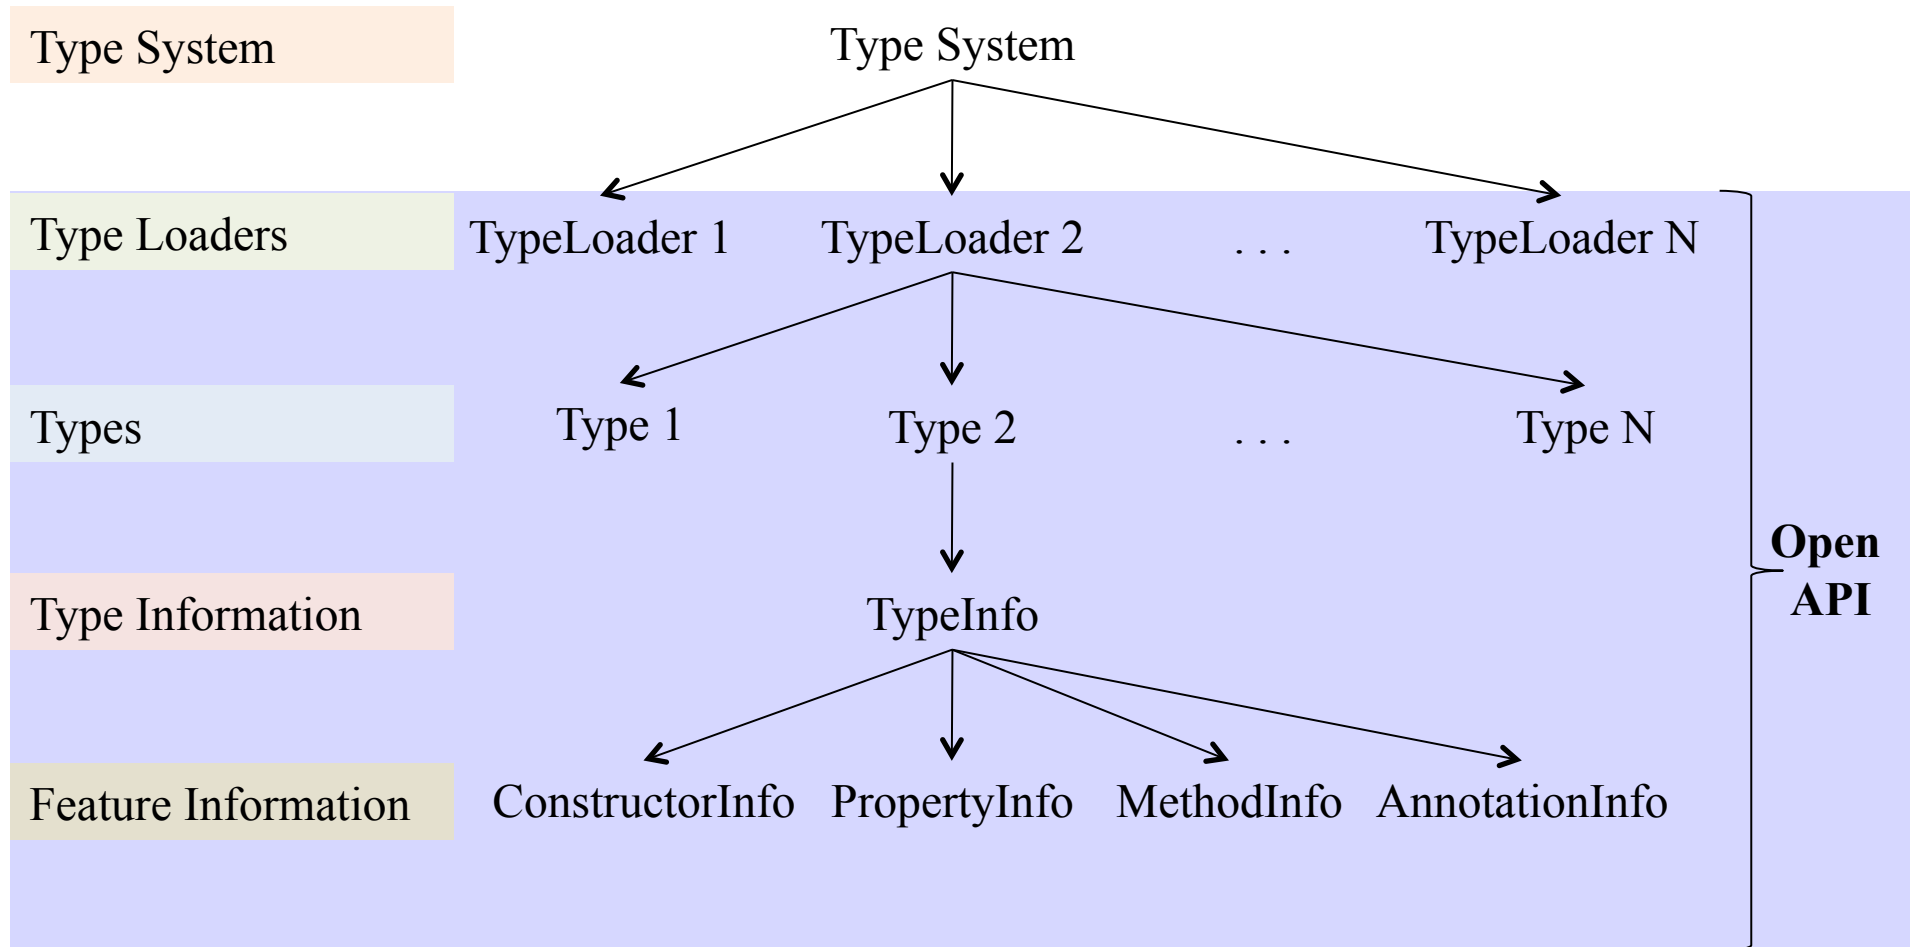 Type System
Type System
Type Loaders
TypeLoader 1
TypeLoader 2
. . .
TypeLoader N
Types
Type 1
Type 2
. . .
Type N
Open
API
Type Information
TypeInfo
Feature Information
ConstructorInfo
PropertyInfo
MethodInfo
AnnotationInfo